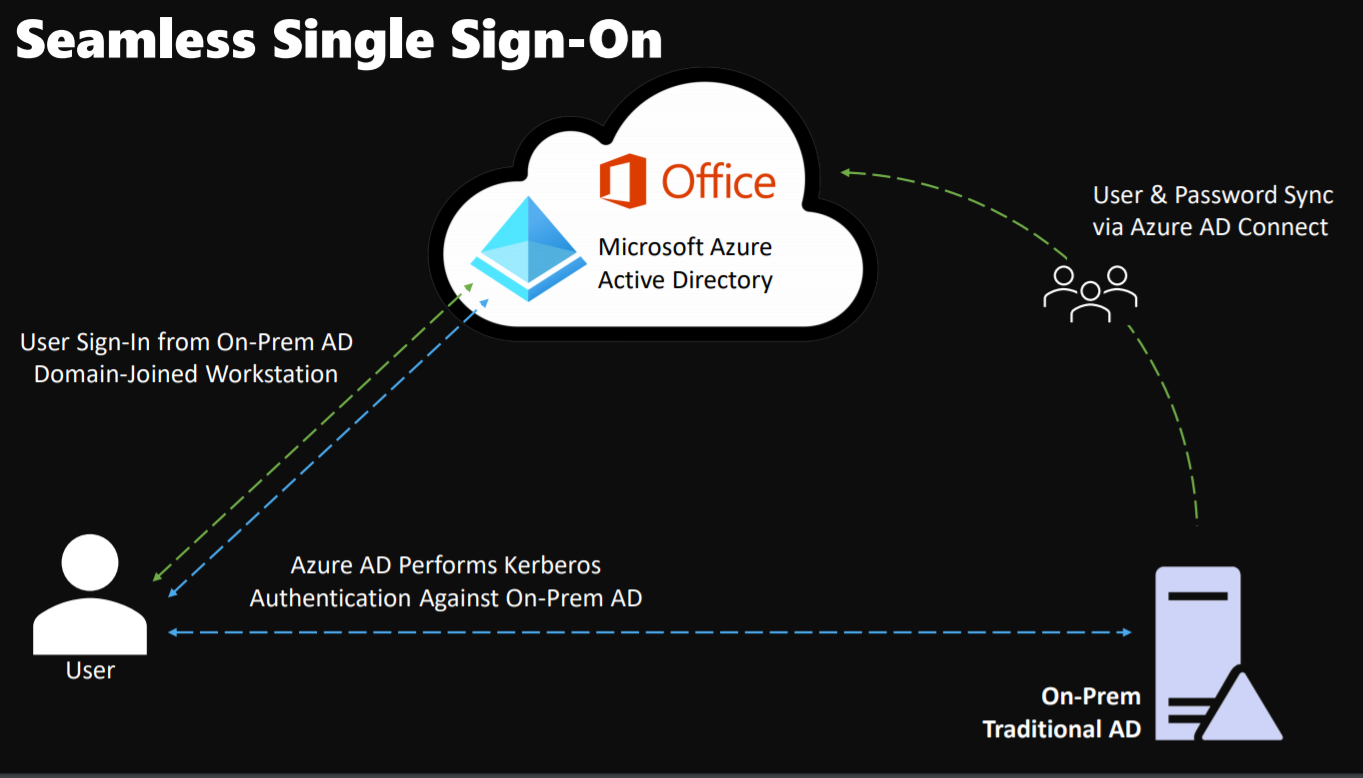 Seamless Single Sign-On
Office
Microsoft Azure
Active Directory
User & Password Sync
via Azure AD Connect
User Sign-In from On-Prem AD
Domain-Joined Workstation
Azure AD Performs Kerberos
Authentication Against On-Prem AD
User
On-Prem
Traditional AD